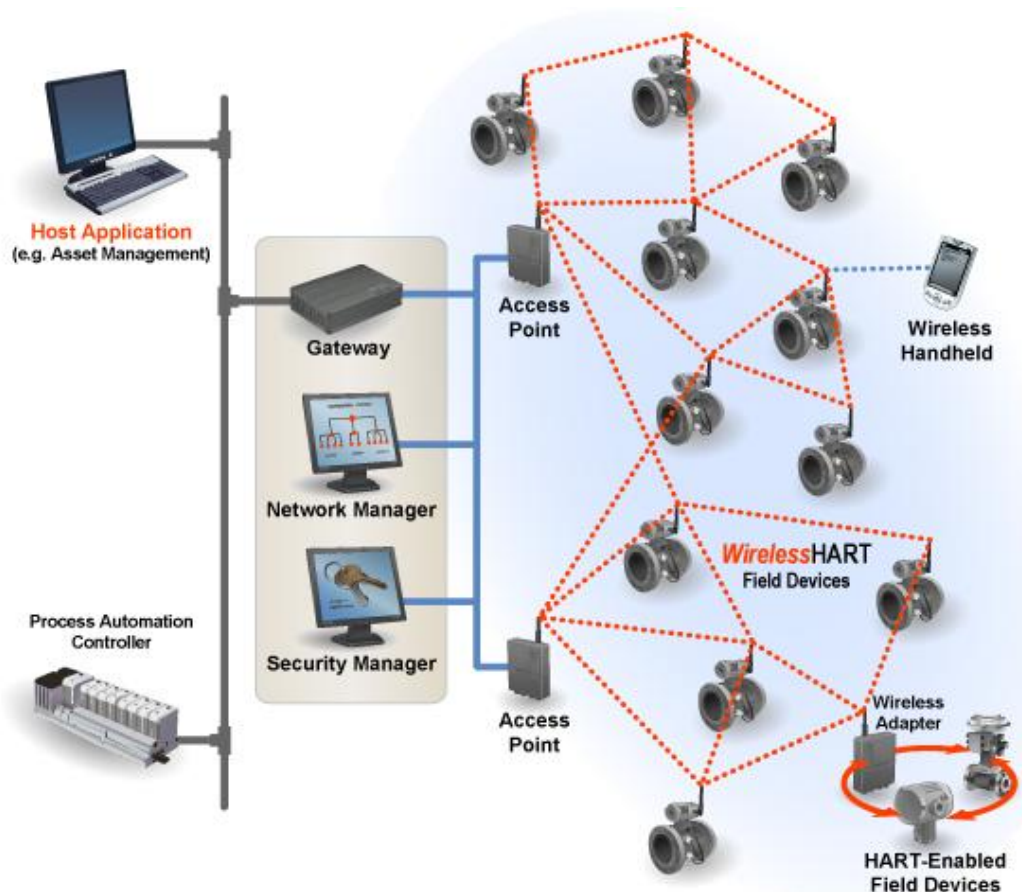 Host Application
(e.g. Asset Management)
Gateway
Network Manager
Security Manager
Process Automation
Controller
Access
Point
Access
Point
Wireless
Handheld
WirelessHART
Field Devices
Wireless
Adapter
HART-Enabled
Field Devices